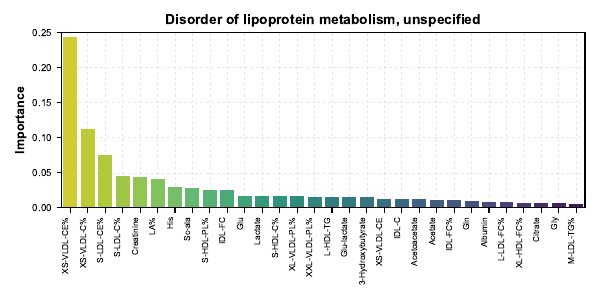 Disorder of lipoprotein metabolism, unspecified
Importance
0.25
0.20
0.15
0.10
0.05
0.00
XS-VLDL-CE%
XS-VLDL-C%
S-LDL-CE%
S-LDL-C%
Creatinine
LA%
His
Sc-ala
S-HDL-PL%
IDL-FC
Glu
Lactate
S-HDL-C%
XL-VLDL-PL%
XXL-VLDL-PL%
L-HDL-TG
Glu-lactate
3-Hydroxybutyrate
XS-VLDL-CE
IDL-C
Acetoacetate
Acetate
IDL-FC%
Gln
Albumin
L-LDL-FC%
XL-HDL-FC%
Citrate
Gly
M-LDL-TG%